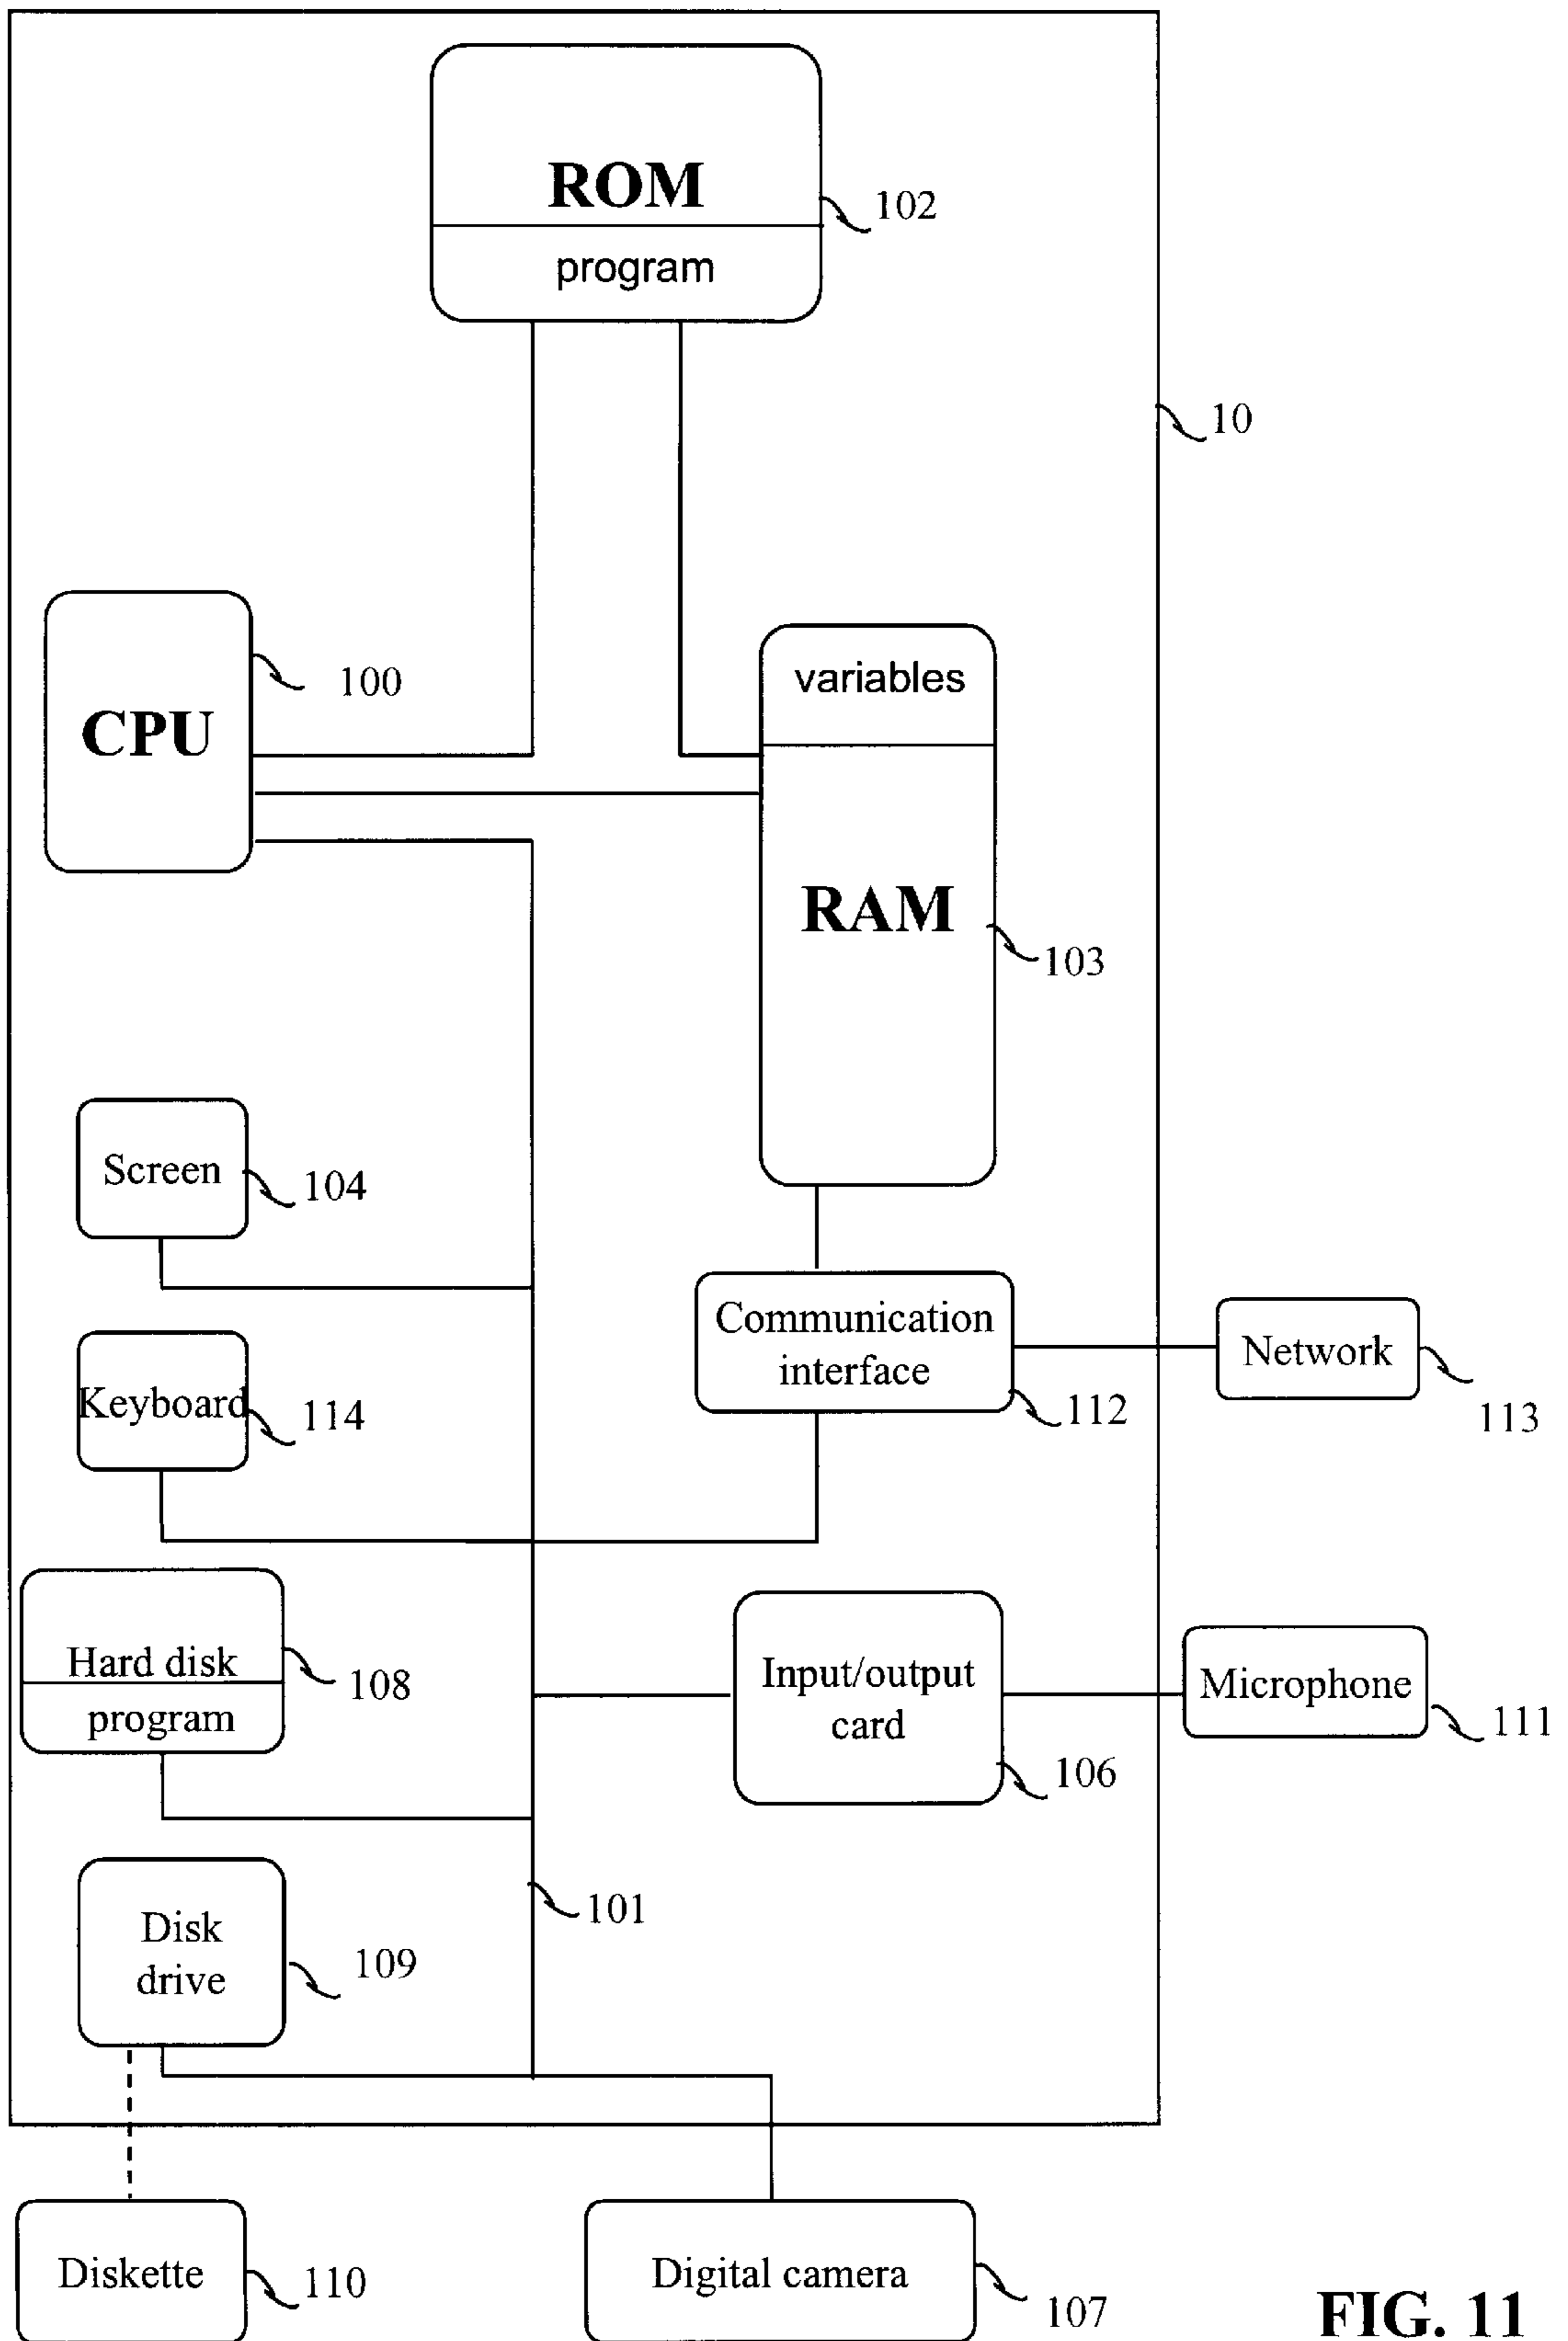 ROM
102
program
10
100
CPU
variables
RAM
103
Screen
104
Communication
interface
112
Network
113
Keyboard
114
Hard disk
program
108
Input/output
card
106
Microphone
111
101
Disk
drive
109
Diskette
110
Digital camera
107
FIG. 11